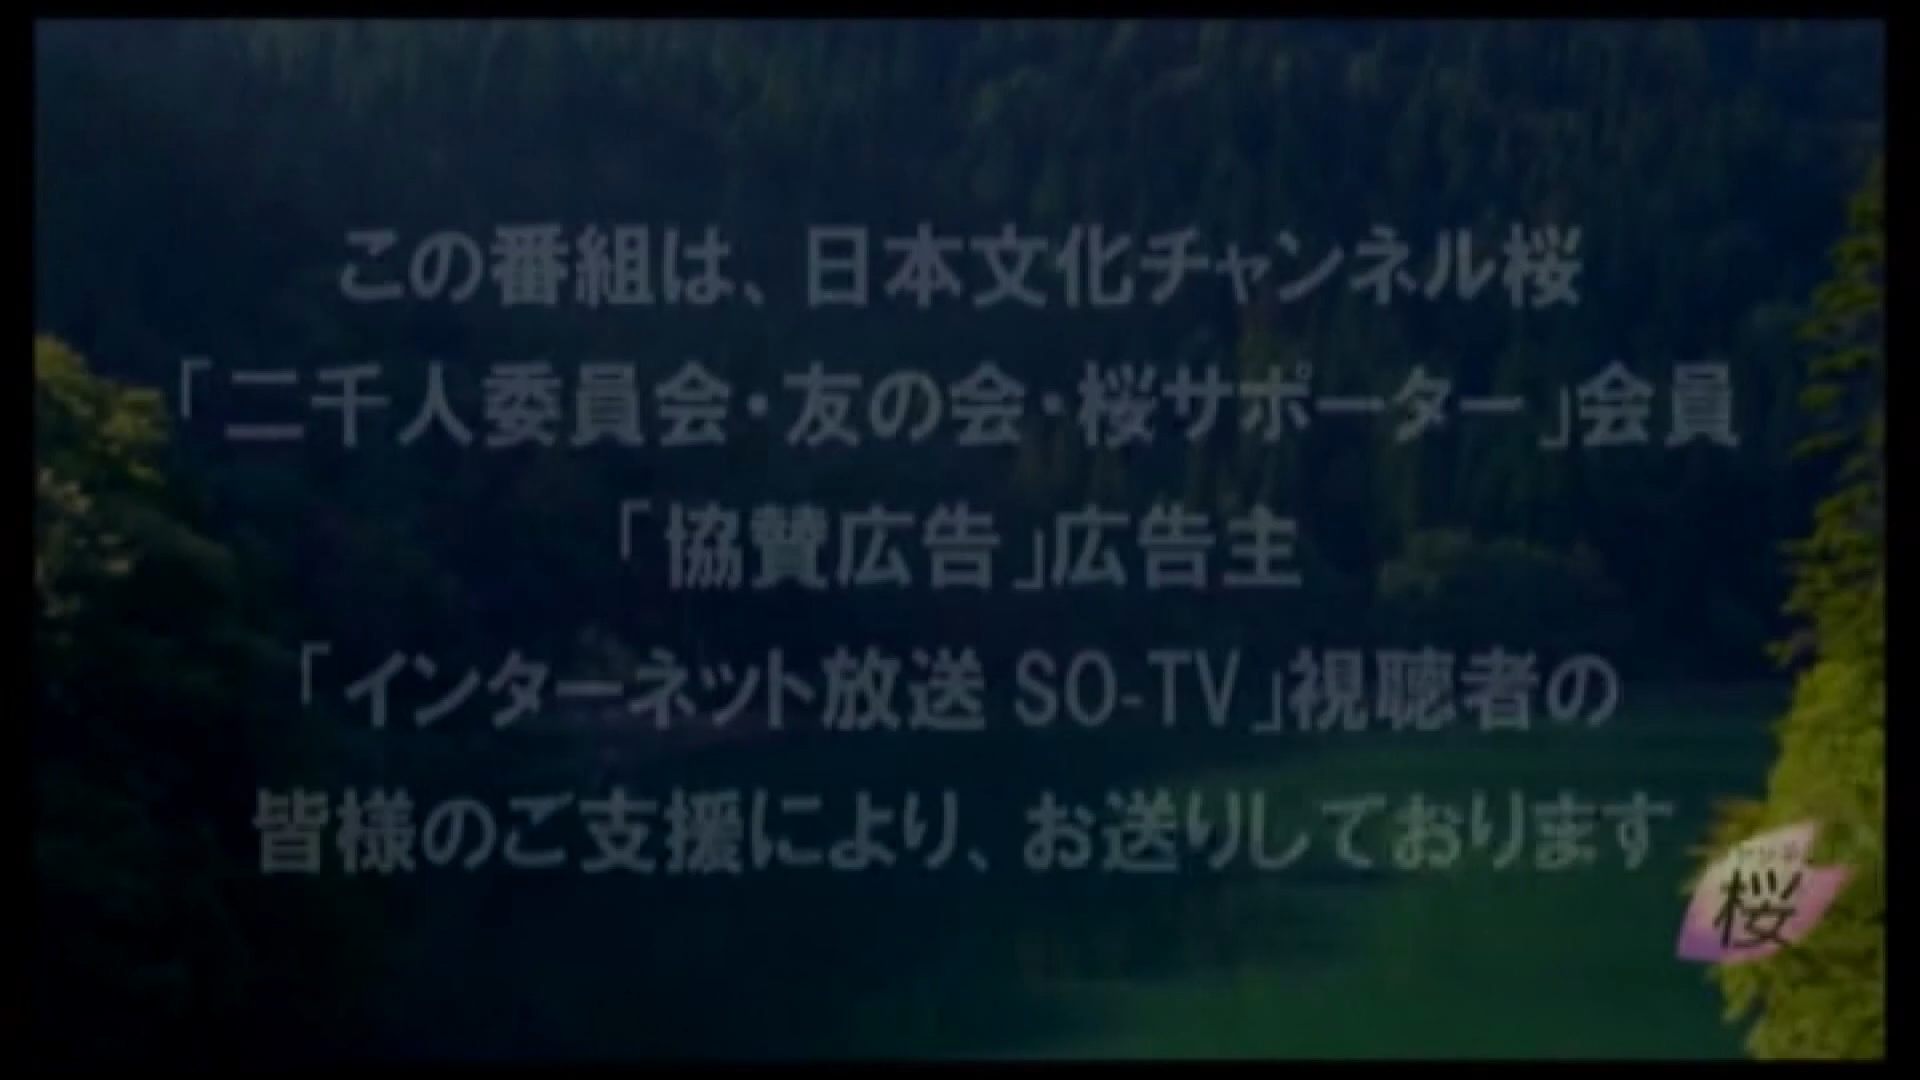 この番組は、日本文化チャンネル桜
「二千人委員会・友の会・桜サポーター」会員
「協賛広告」広告主
「インターネット放送 SO-TV」視聴者の
皆様のご支援により、お送りしております
桜